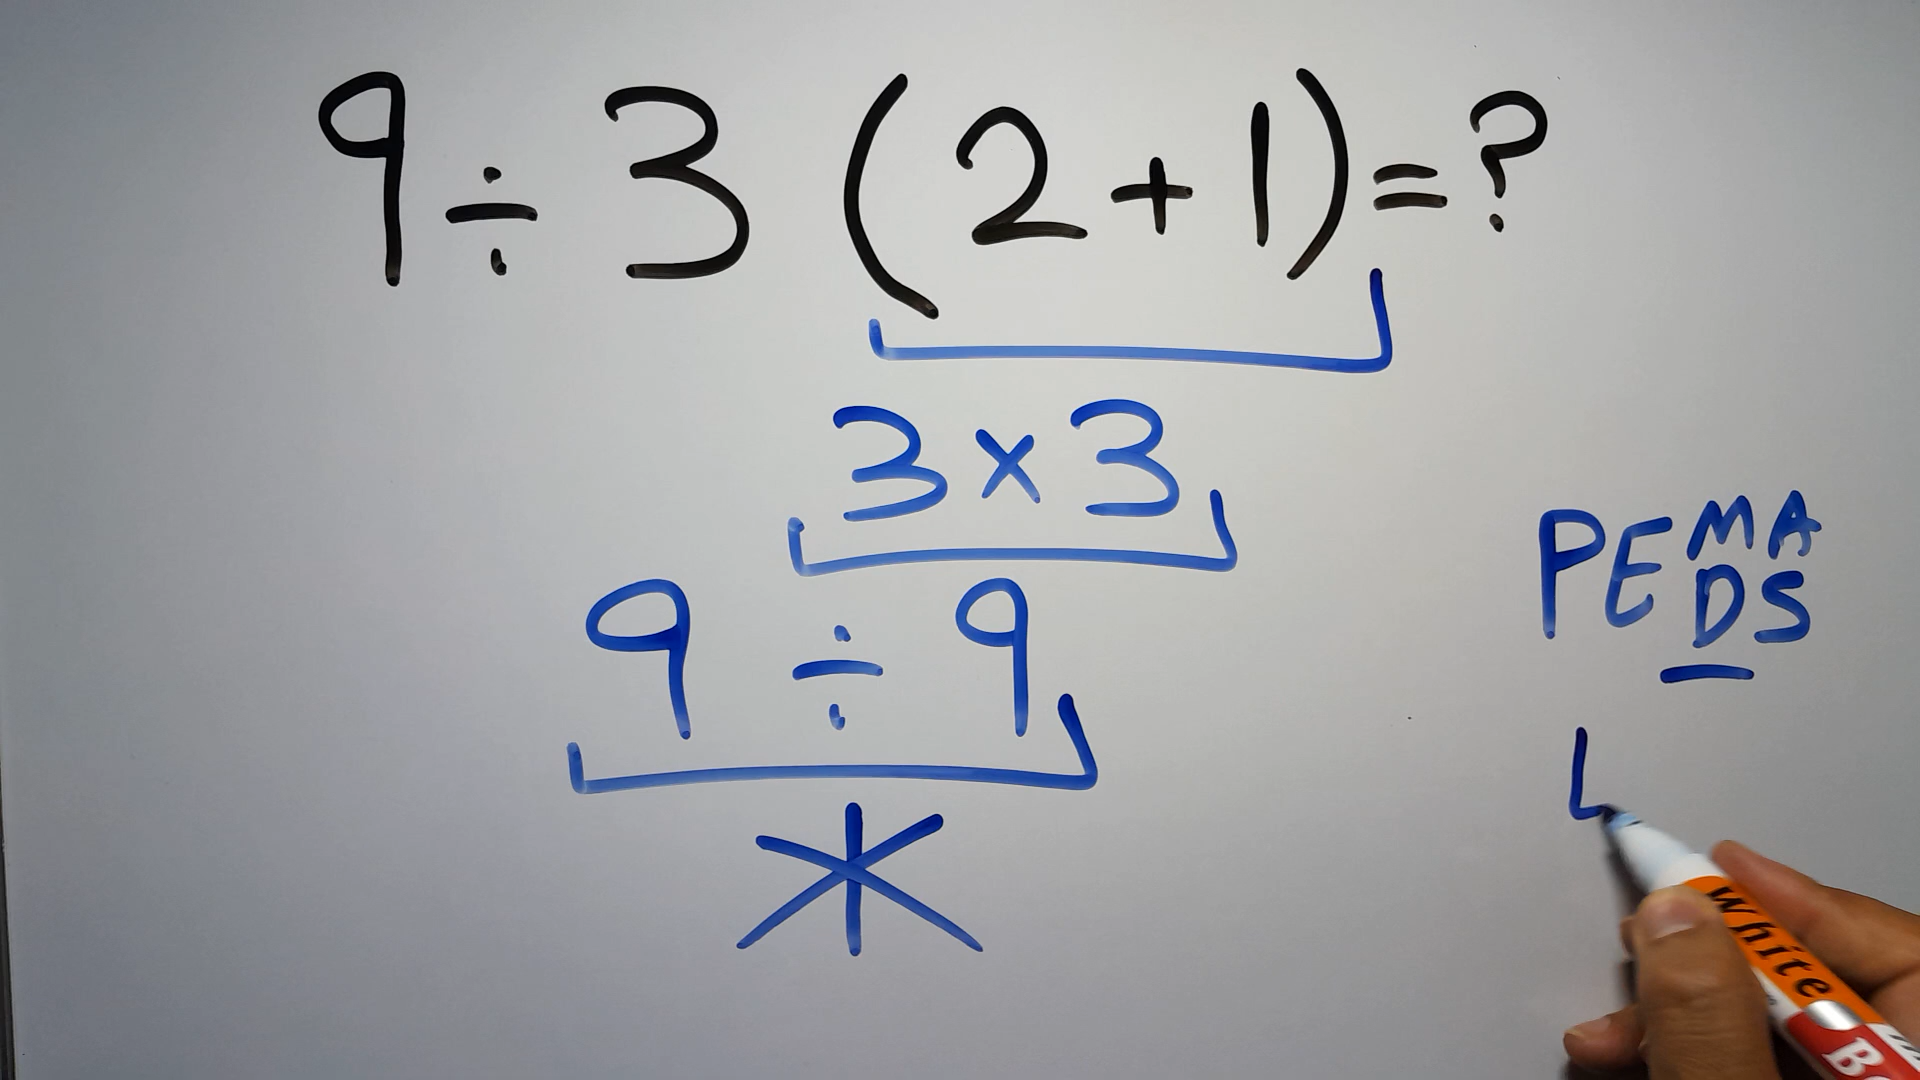 9 ÷ 3 (2 + 1) = ?
3 × 3
9 ÷ 9
PE MA
DS
L
White
B